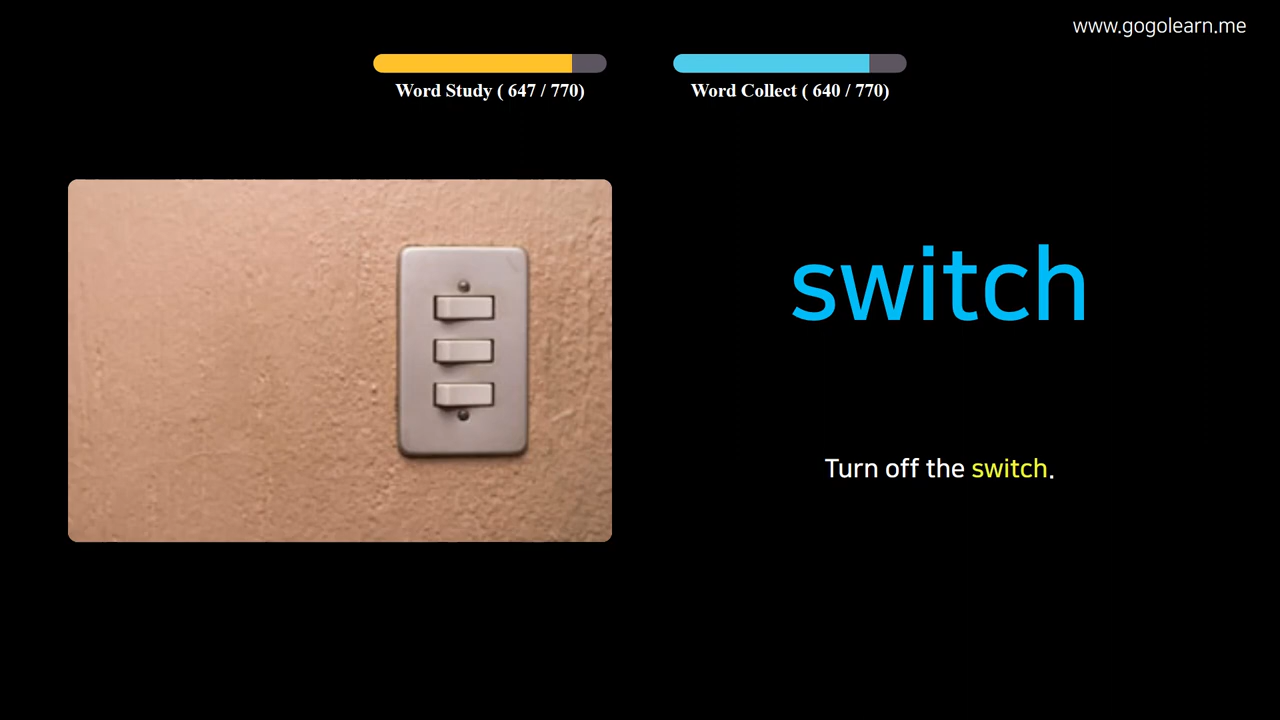 www.gogolearn.me
Word Study ( 647 / 770)
Word Collect ( 640 / 770)
switch
Turn off the switch.